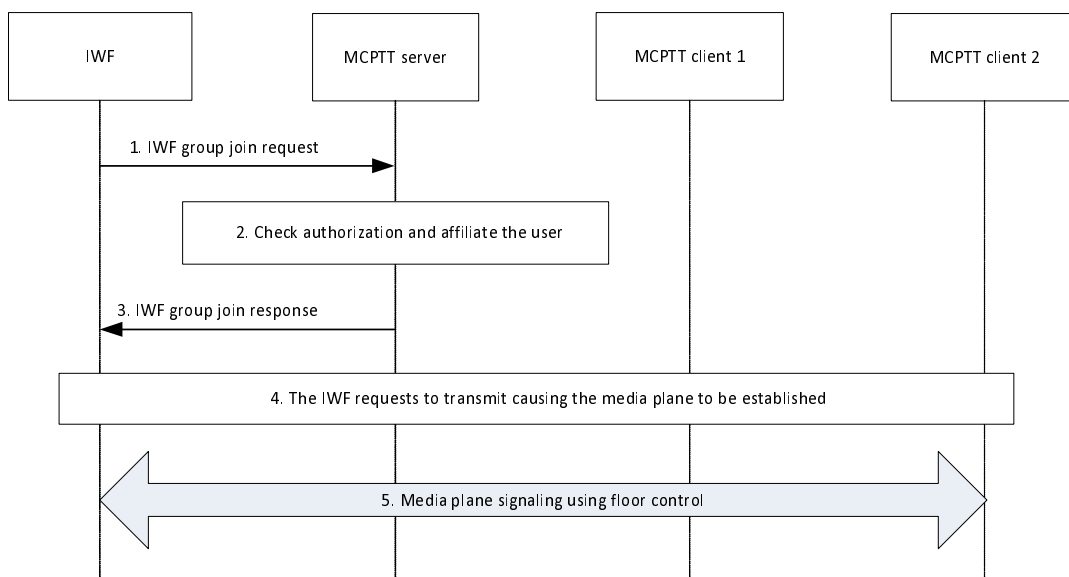 IWF
MCPTT server
MCPTT client 1
MCPTT client 2
1. IWF group join request
2. Check authorization and affiliate the user
3. IWF group join response
4. The IWF requests to transmit causing the media plane to be established
5. Media plane signaling using floor control